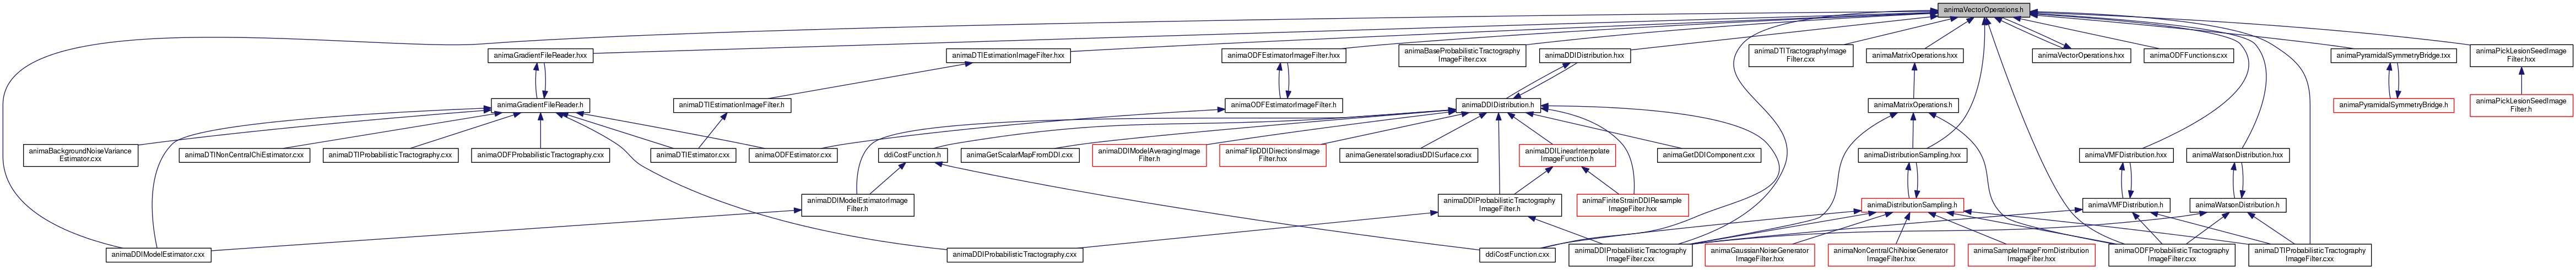 animaVectorOperations.h
animaGradientFileReader.hxx
animaDTIEstimationImageFilter.hxx
animaODFEstimatorImageFilter.hxx
animaBaseProbabilisticTractography
ImageFilter.cxx
animaDDIDistribution.hxx
animaDTITractographyImage
Filter.cxx
animaMatrixOperations.hxx
animaVectorOperations.hxx
animaODFFunctions.cxx
animaPyramidalSymmetryBridge.txx
animaPickLesionSeedImage
Filter.hxx
animaGradientFileReader.h
animaDTIEstimationImageFilter.h
animaODFEstimatorImageFilter.h
animaDDIDistribution.h
animaMatrixOperations.h
animaPyramidalSymmetryBridge.h
animaPickLesionSeedImage
Filter.h
animaBackgroundNoiseVariance
Estimator.cxx
animaDTINonCentralChiEstimator.cxx
animaDTIProbabilisticTractography.cxx
animaODFProbabilisticTractography.cxx
animaDTIEstimator.cxx
animaODFEstimator.cxx
ddiCostFunction.h
animaGetScalarMapFromDDI.cxx
animaDDIModelAveragingImage
Filter.h
animaFlipDDIDirectionsImage
Filter.hxx
animaGenerateIsoradiusDDISurface.cxx
animaDDILinearInterpolate
ImageFunction.h
animaGetDDIComponent.cxx
animaDistributionSampling.hxx
animaVMFDistribution.hxx
animaWatsonDistribution.hxx
animaDDIModelEstimatorImage
Filter.h
animaDDIProbabilisticTractography
ImageFilter.h
animaFiniteStrainDDIResample
ImageFilter.hxx
animaDistributionSampling.h
animaVMFDistribution.h
animaWatsonDistribution.h
animaDDIModelEstimator.cxx
animaDDIProbabilisticTractography.cxx
ddiCostFunction.cxx
animaDDIProbabilisticTractography
ImageFilter.cxx
animaGaussianNoiseGenerator
ImageFilter.hxx
animaNonCentralChiNoiseGenerator
ImageFilter.hxx
animaSampleImageFromDistribution
ImageFilter.hxx
animaODFProbabilisticTractography
ImageFilter.cxx
animaDTIProbabilisticTractography
ImageFilter.cxx